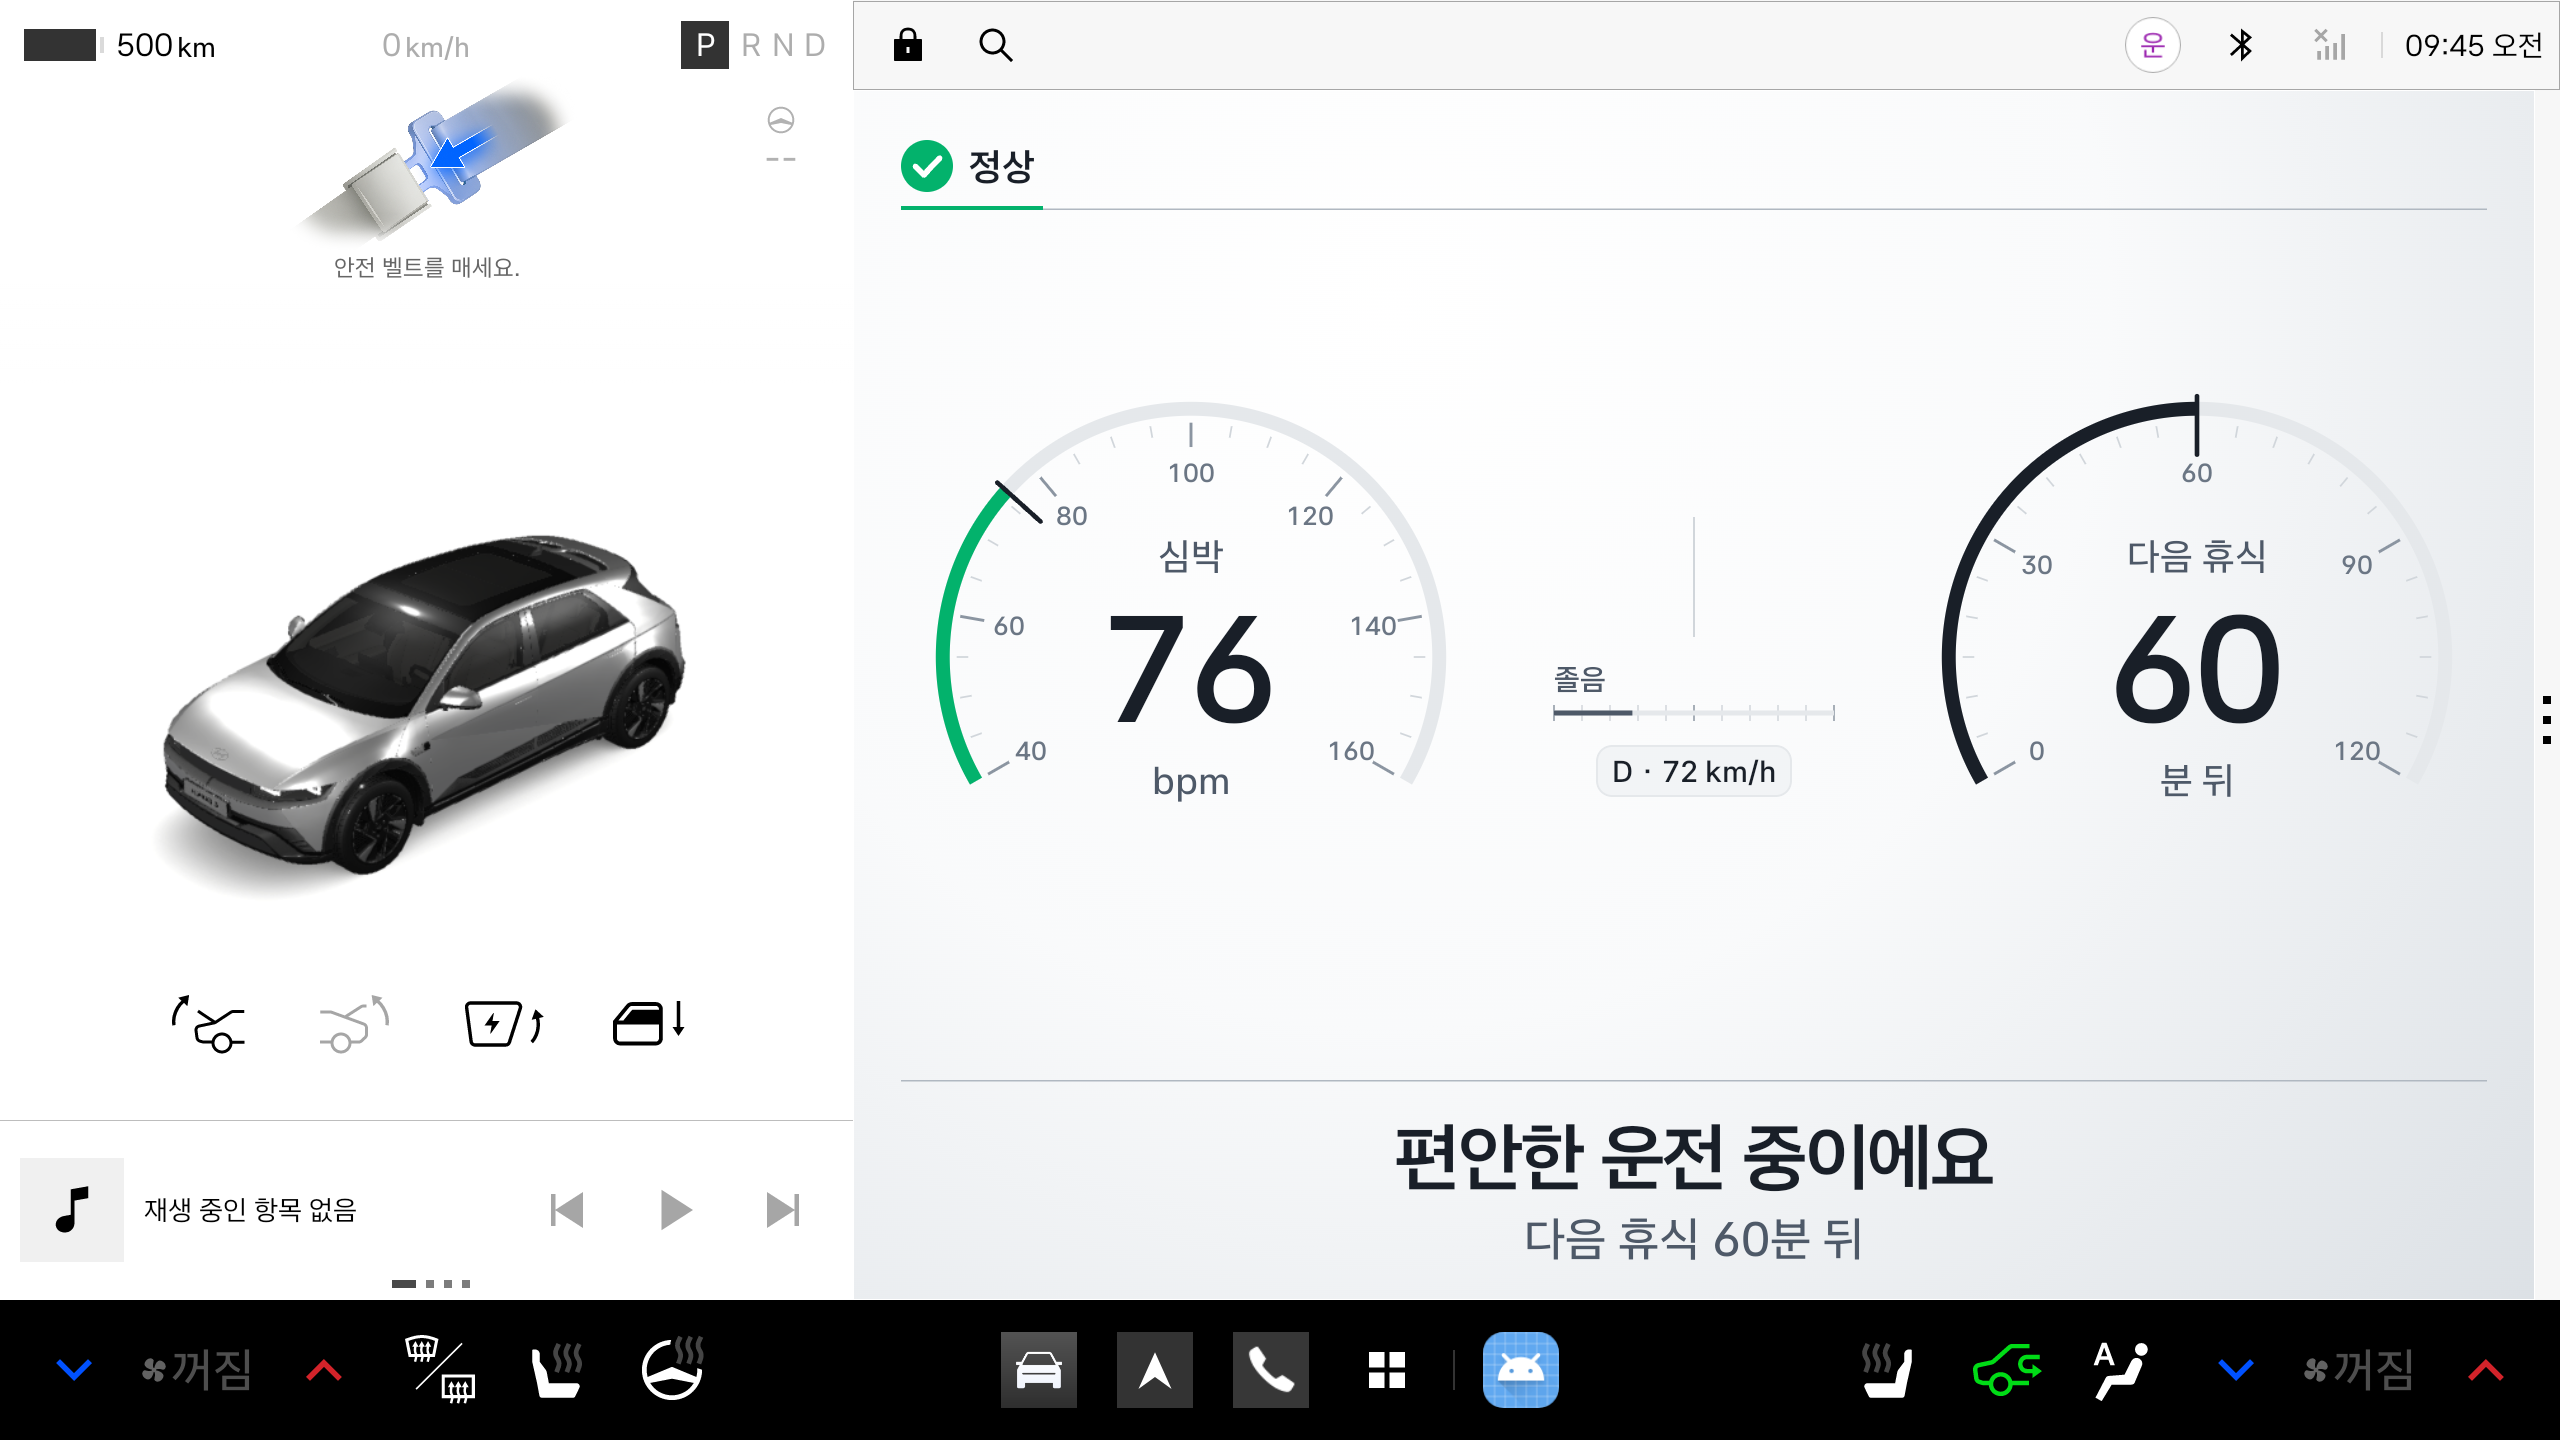 500 km
0 km/h
P R N D
운
09:45 오전
안전 벨트를 매세요.
--
정상
40
60
80
100
120
140
160
심박
76
bpm
졸음
D · 72 km/h
0
30
60
90
120
다음 휴식
60
분 뒤
편안한 운전 중이에요
다음 휴식 60분 뒤
재생 중인 항목 없음
꺼짐
A
꺼짐